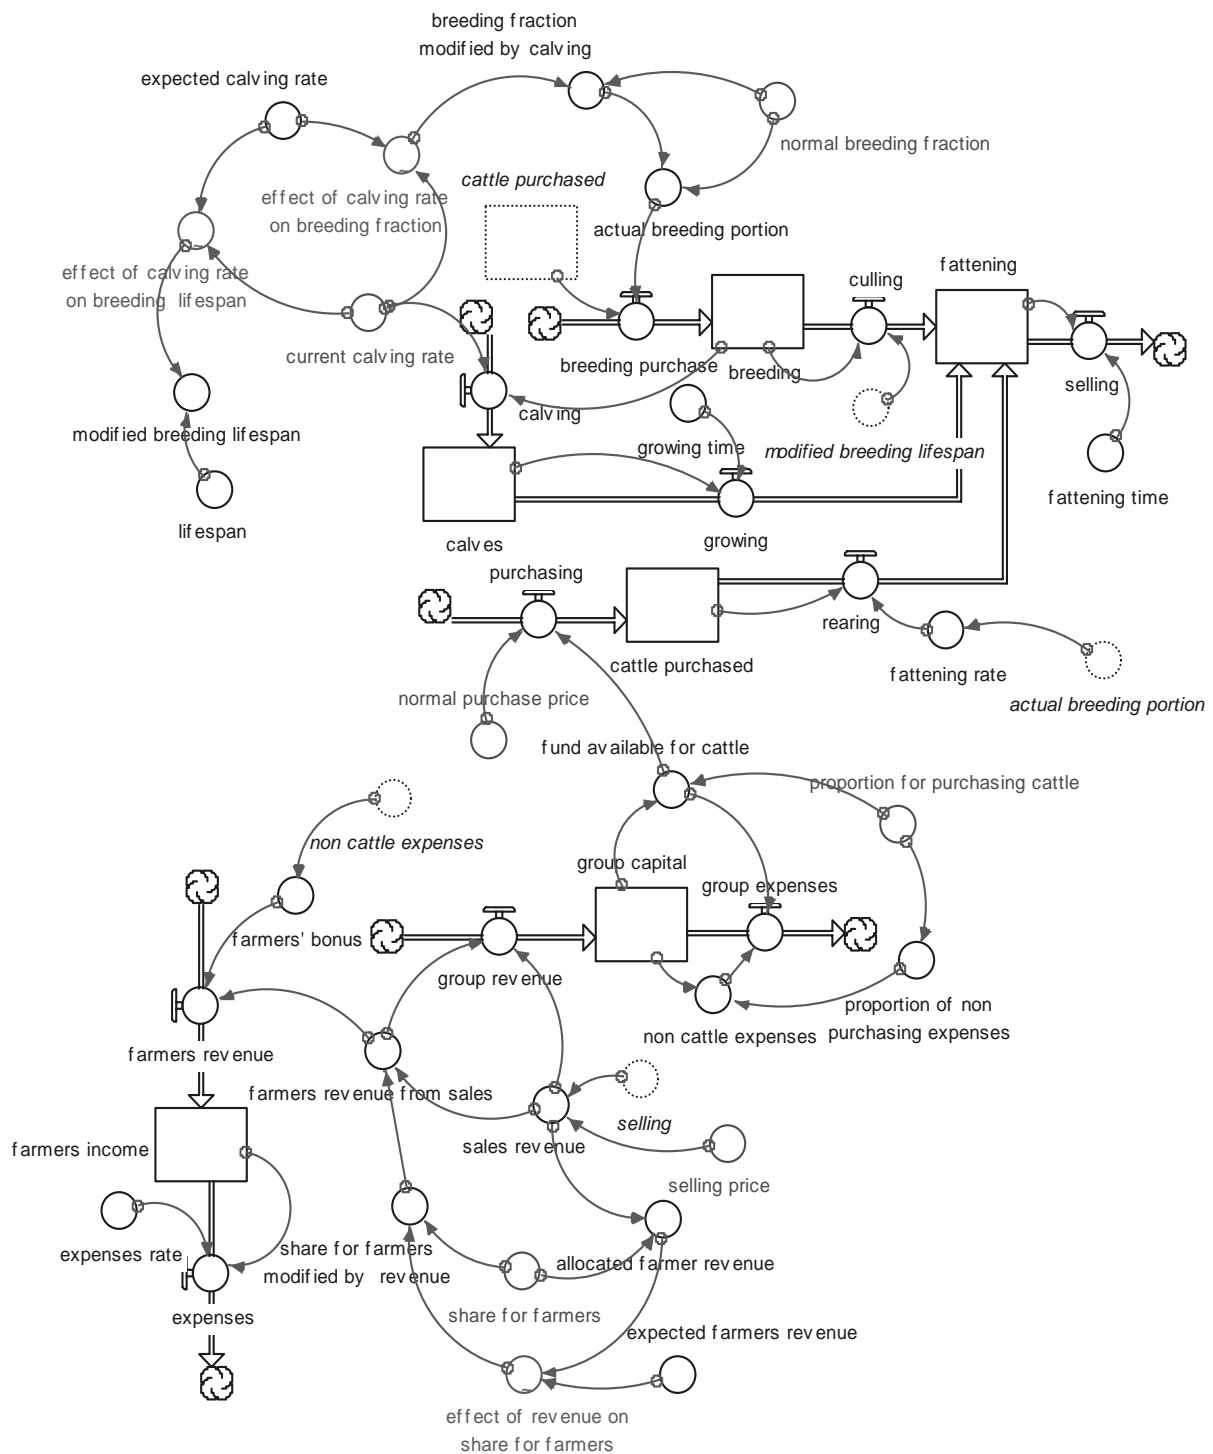 breeding fraction
modified by calving
expected calving rate
normal breeding fraction
cattle purchased
effect of calving rate
on breeding fraction
actual breeding portion
effect of calving rate
on breeding lifespan
fattening
culling
current calving rate
breeding purchase
breeding
selling
calving
modified breeding lifespan
growing time
modified breeding lifespan
fattening time
lifespan
calves
growing
purchasing
rearing
cattle purchased
fattening rate
normal purchase price
actual breeding portion
fund available for cattle
proportion for purchasing cattle
non cattle expenses
group capital
group expenses
farmers' bonus
group revenue
non cattle expenses
proportion of non
purchasing expenses
farmers revenue
farmers revenue from sales
selling
farmers income
sales revenue
selling price
expenses rate
share for farmers
modified by revenue
allocated farmer revenue
expenses
share for farmers
expected farmers revenue
effect of revenue on
share for farmers